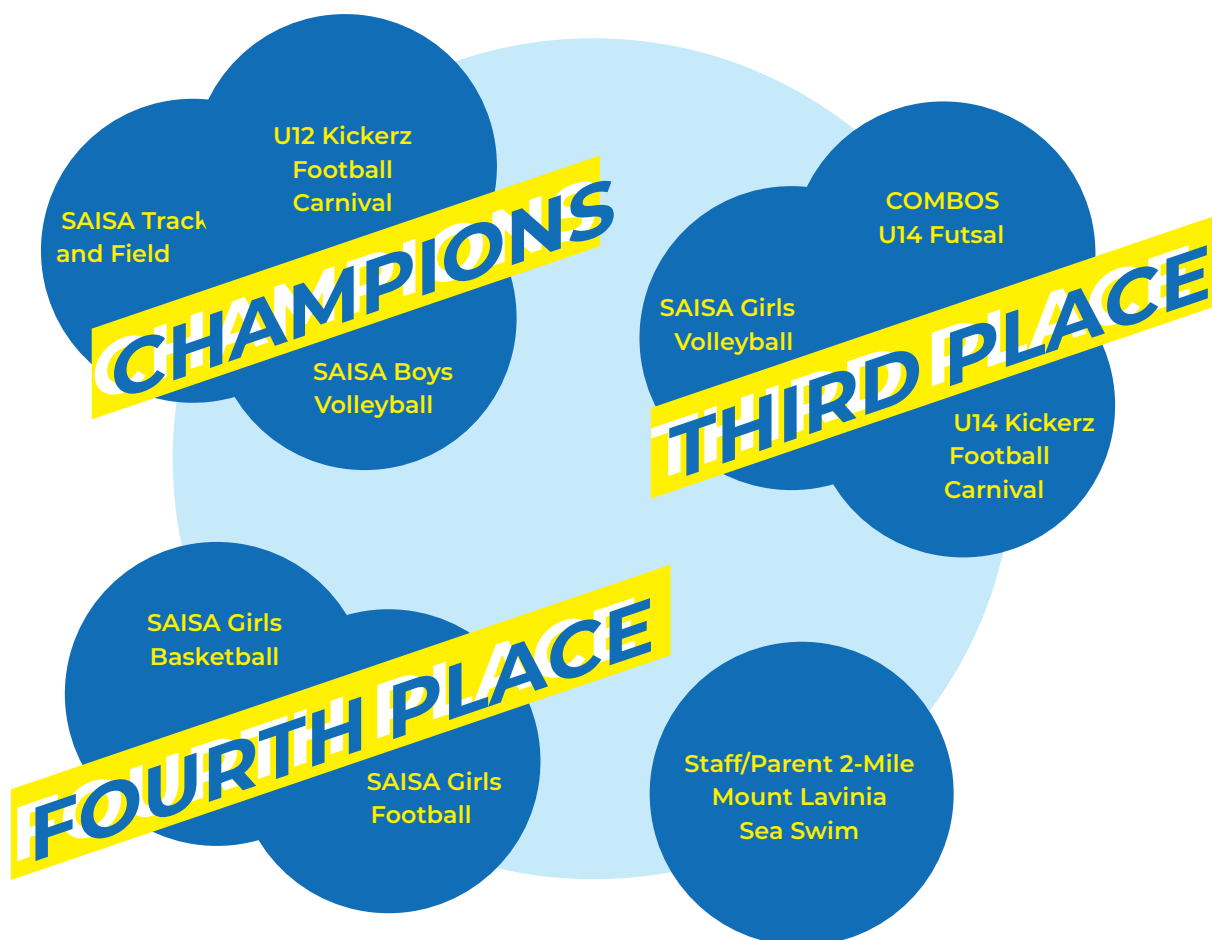 U12 Kickerz
Football
Carnival
SAISA Track
and Field
CHAMPIONS
SAISA Boys
Volleyball
COMBOS
U14 Futsal
SAISA Girls
Volleyball
THIRD PLACE
U14 Kickerz
Football
Carnival
SAISA Girls
Basketball
FOURTH PLACE
SAISA Girls
Football
Staff/Parent 2-Mile
Mount Lavinia
Sea Swim